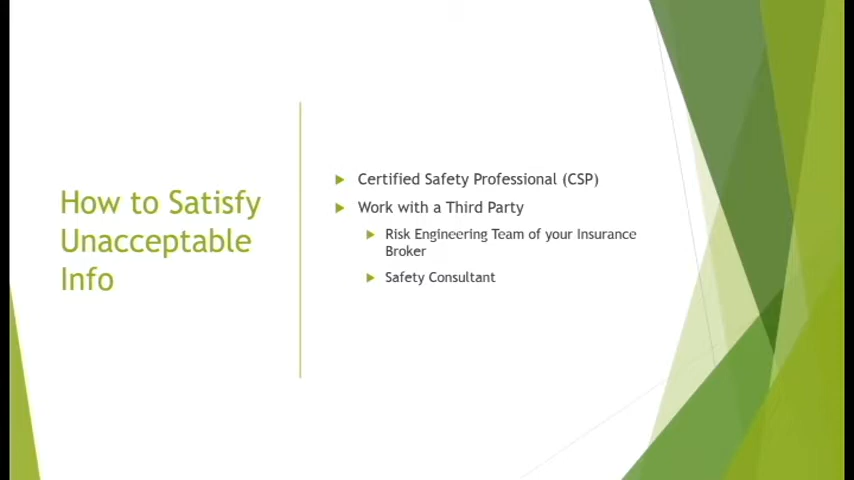 How to Satisfy
Unacceptable
Info
Certified Safety Professional (CSP)
Work with a Third Party
Risk Engineering Team of your Insurance
Broker
Safety Consultant